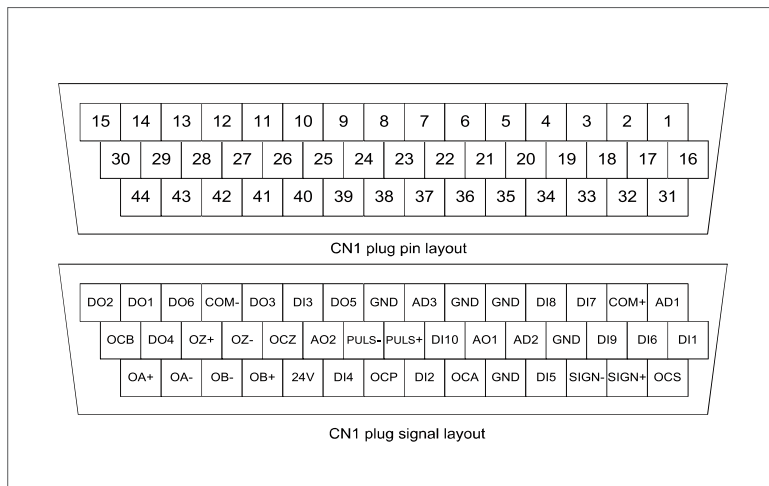 15 14 13 12 11 10 9 8 7 6 5 4 3 2 1
30 29 28 27 26 25 24 23 22 21 20 19 18 17 16
44 43 42 41 40 39 38 37 36 35 34 33 32 31
CN1 plug pin layout
DO2 DO1 DO6 COM- DO3 DI3 DO5 GND AD3 GND GND DI8 DI7 COM+ AD1
OCB DO4 OZ+ OZ- OCZ AO2 PULS- PULS+ DI10 AO1 AD2 GND DI9 DI6 DI1
OA+ OA- OB- OB+ 24V DI4 OCP DI2 OCA GND DI5 SIGN- SIGN+ OCS
CN1 plug signal layout